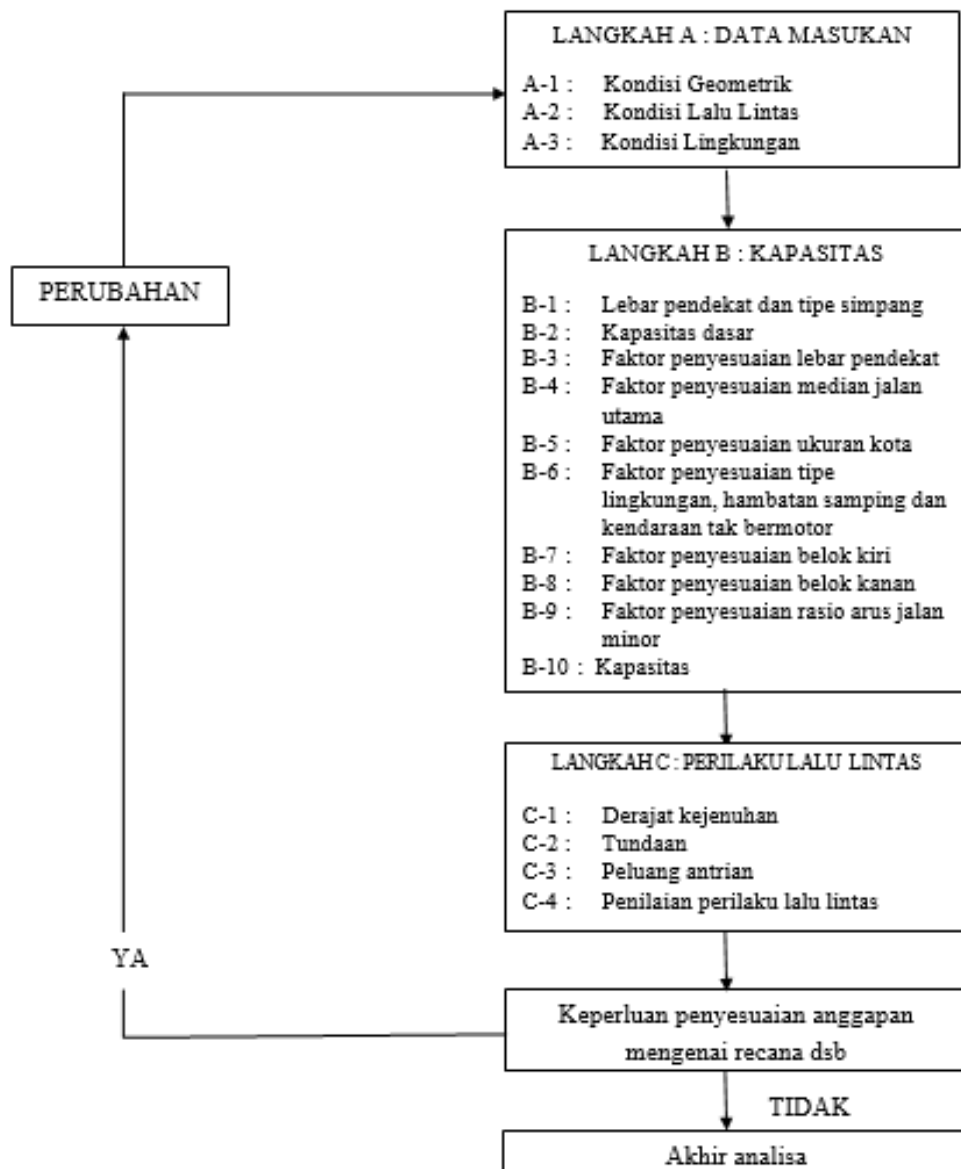 LANGKAH A : DATA MASUKAN
A-1 : Kondisi Geometrik
A-2 : Kondisi Lalu Lintas
A-3 : Kondisi Lingkungan
PERUBAHAN
LANGKAH B : KAPASITAS
B-1 : Lebar pendekat dan tipe simpang
B-2 : Kapasitas dasar
B-3 : Faktor penyesuaian lebar pendekat
B-4 : Faktor penyesuaian median jalan
utama
B-5 : Faktor penyesuaian ukuran kota
B-6 : Faktor penyesuaian tipe
lingkungan, hambatan samping dan
kendaraan tak bermotor
B-7 : Faktor penyesuaian belok kiri
B-8 : Faktor penyesuaian belok kanan
B-9 : Faktor penyesuaian rasio arus jalan
minor
B-10 : Kapasitas
LANGKAH C : PERILAKU LALU LINTAS
C-1 : Derajat kejenuhan
C-2 : Tundaan
C-3 : Peluang antrian
C-4 : Penilaian perilaku lalu lintas
YA
Keperluan penyesuaian anggapan
mengenai recana dsb
TIDAK
Akhir analisa